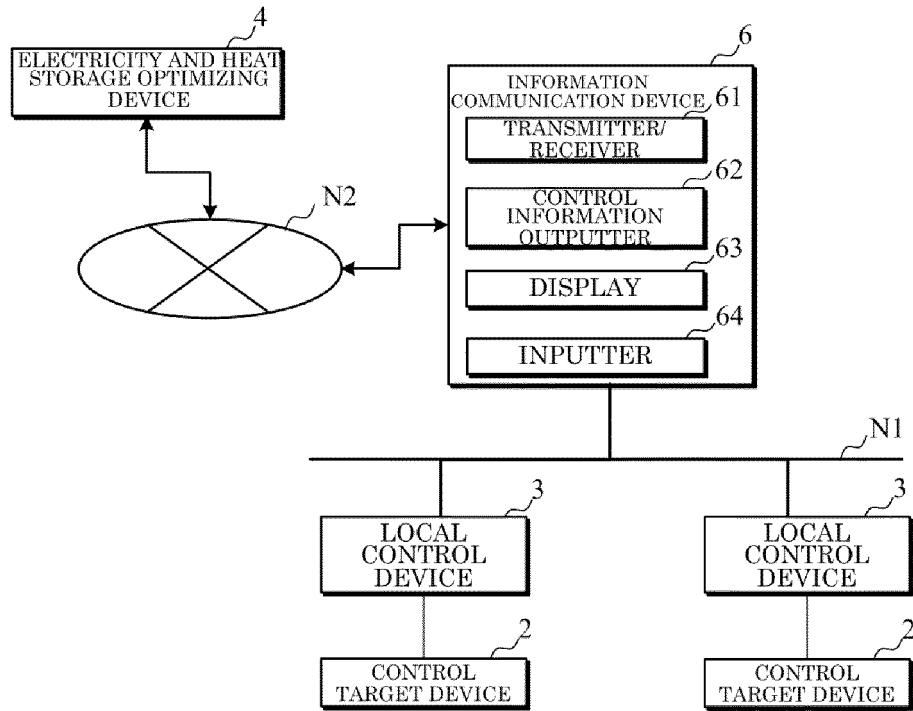 4
ELECTRICITY AND HEAT
STORAGE OPTIMIZING
DEVICE
N2
6
INFORMATION
COMMUNICATION DEVICE
61
TRANSMITTER/
RECEIVER
62
CONTROL
INFORMATION
OUTPUTTER
63
DISPLAY
64
INPUTTER
N1
3
LOCAL
CONTROL
DEVICE
3
LOCAL
CONTROL
DEVICE
2
CONTROL
TARGET DEVICE
2
CONTROL
TARGET DEVICE